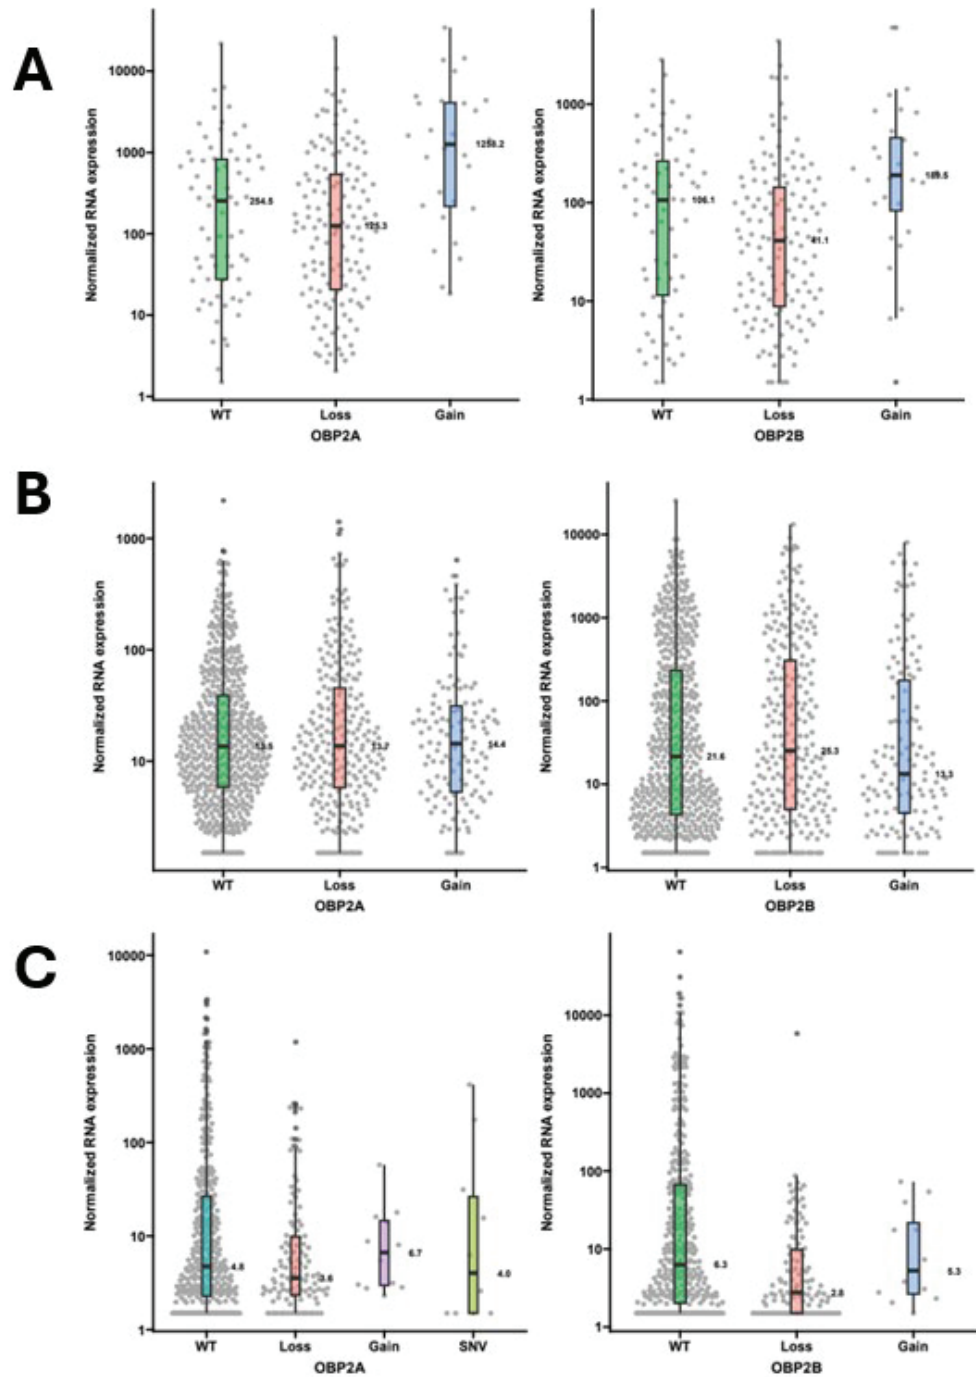 A
Normalized RNA expression
10000
1000
100
10
1
254.5
125.3
1258.2
WT Loss Gain
OBP2A
Normalized RNA expression
1000
100
10
1
106.1
41.1
189.5
WT Loss Gain
OBP2B
B
Normalized RNA expression
1000
100
10
13.5
13.7
14.4
WT Loss Gain
OBP2A
Normalized RNA expression
10000
1000
100
10
1
21.6
25.3
13.3
WT Loss Gain
OBP2B
C
Normalized RNA expression
10000
1000
100
10
1
4.8
3.6
6.7
4.0
WT Loss Gain SNV
OBP2A
Normalized RNA expression
10000
1000
100
10
1
6.3
2.8
5.3
WT Loss Gain
OBP2B